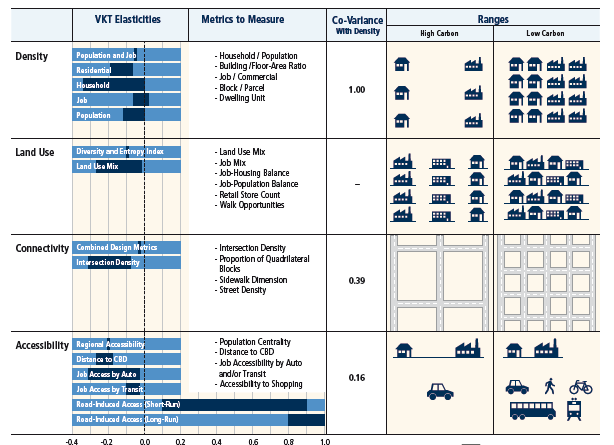 VKT Elasticities
Metrics to Measure
Co-Variance
With Density
Ranges
High Carbon
Low Carbon
Density
Population and Job
Residential
Household
Job
Population
- Household / Population
- Building /Floor-Area Ratio
- Job / Commercial
- Block / Parcel
- Dwelling Unit
1.00
Land Use
Diversity and Entropy Index
Land Use Mix
- Land Use Mix
- Job Mix
- Job-Housing Balance
- Job-Population Balance
- Retail Store Count
- Walk Opportunities
–
Connectivity
Combined Design Metrics
Intersection Density
- Intersection Density
- Proportion of Quadrilateral
Blocks
- Sidewalk Dimension
- Street Density
0.39
Accessibility
Regional Accessibility
Distance to CBD
Job Access by Auto
Job Access by Transit
Road-Induced Access (Short-Run)
Road-Induced Access (Long-Run)
- Population Centrality
- Distance to CBD
- Job Accessibility by Auto
and/or Transit
- Accessibility to Shopping
0.16
-0.4 -0.2 0.0 0.2 0.4 0.6 0.8 1.0